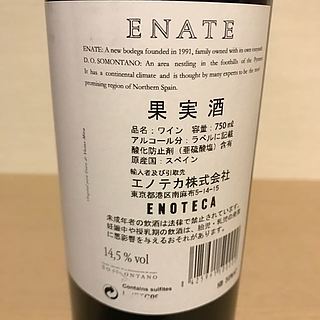 ENATE
ENATE: A new bodega founded in 1991, family owned with its own vineyards.
D. O. SOMONTANO: An area nestling in the foothills of the Pyrenees.
It has a continental climate and is thought by many experts to be the most
promising region of Northern Spain.
果実酒
品名:ワイン 容量:750㎖
アルコール分:ラベルに記載
酸化防止剤(亜硫酸塩)含有
原産国:スペイン
輸入者及び引取先
エノテカ株式会社
東京都港区南麻布5-14-15
ENOTECA
未成年者の飲酒は法律で禁止されています。
妊娠中や授乳期の飲酒は、胎児・乳児の発育
に悪影響を与えるおそれがあります。
14,5 % vol
SOMONTANO
Contains sulfites